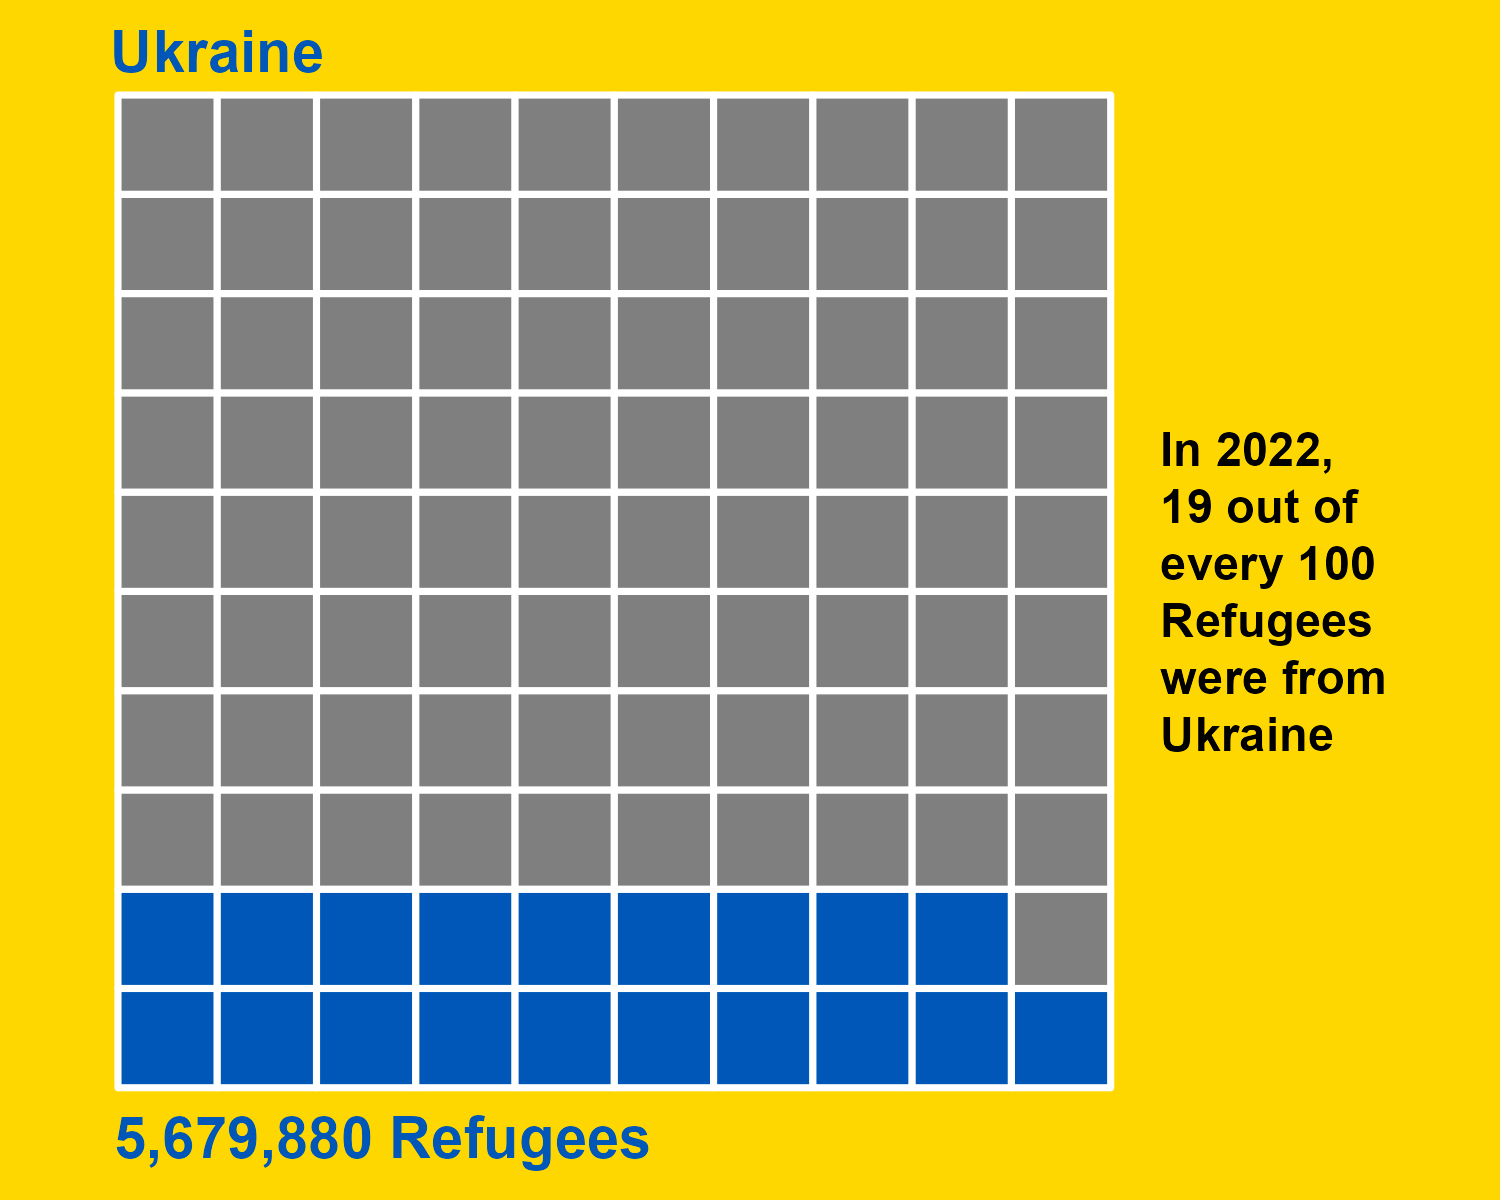 Ukraine
In 2022,
19 out of
every 100
Refugees
were from
Ukraine
5,679,880 Refugees